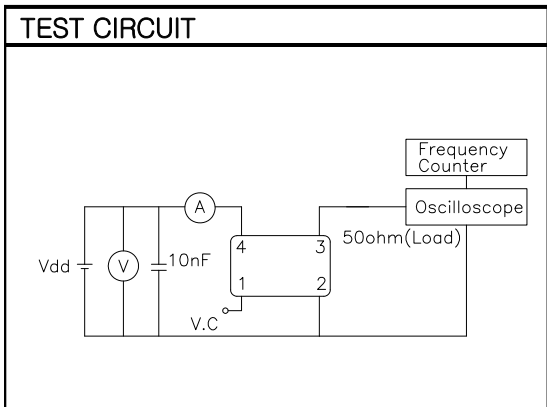 TEST CIRCUIT
Frequency
Counter
Oscilloscope
A
50ohm(Load)
4
3
Vdd
V
10nF
1
2
V.C